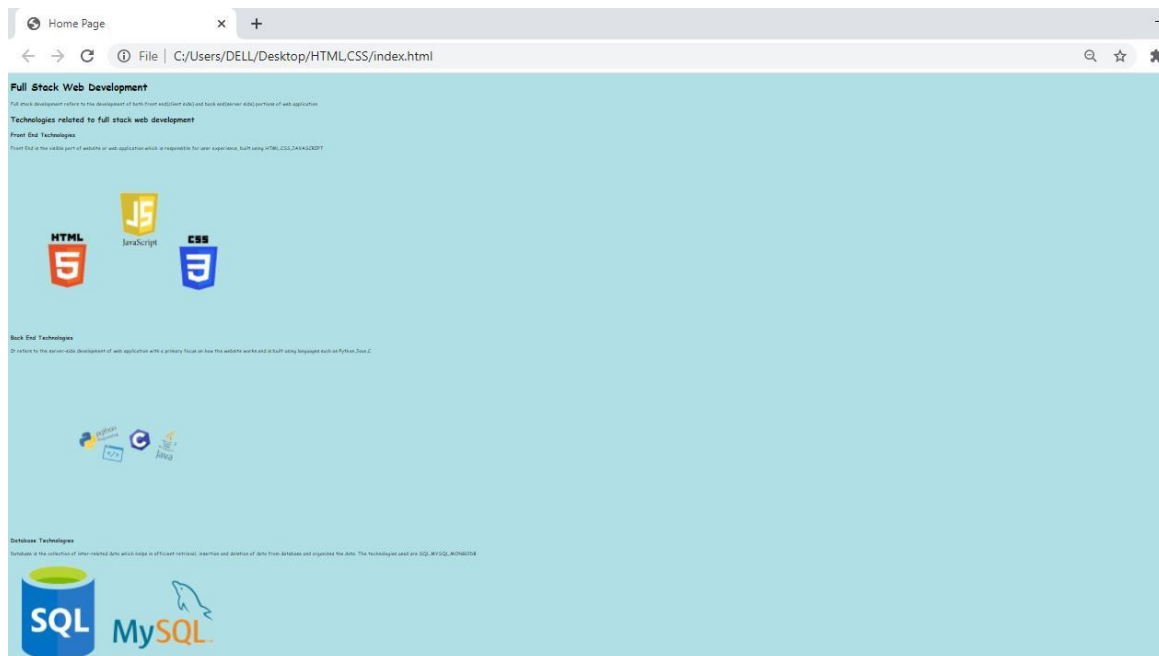 Home Page
File | C:/Users/DELL/Desktop/HTML,CSS/index.html
Full Stack Web Development
Full stack development refers to the development of both front end(client side) and back end(server side) portions of web application
Technologies related to full stack web development
Front End Technologies
Front End is the visible part of website or web application which is responsible for user experience, built using HTML,CSS,JAVASCRIPT
JS
JavaScript
HTML
5
CSS
3
Back End Technologies
It refers to the server-side development of web application with a primary focus on how the website works and is built using languages such as Python,Java,C
python
</>
C
Java
Database Technologies
Database is the collection of inter-related data which helps in efficient retrieval, insertion and deletion of data from database and organizes the data. The technologies used are SQL,MYSQL,MONGODB
SQL
MySQL